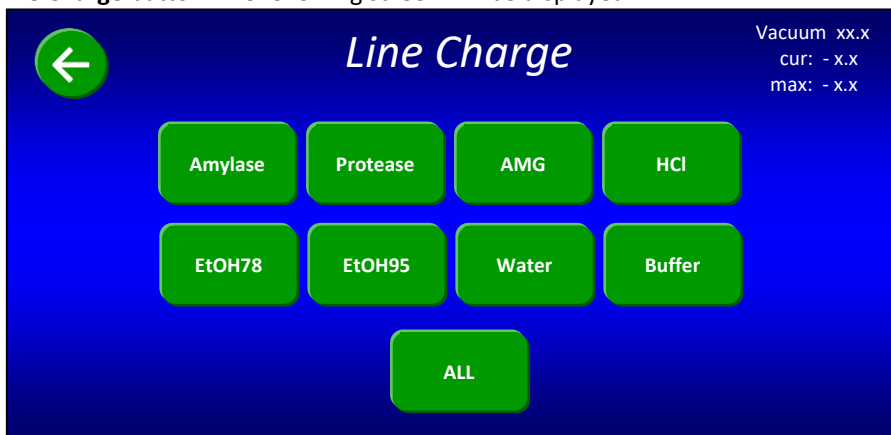 Line Charge
Vacuum xx.x
cur: - x.x
max: - x.x
Amylase Protease AMG HCl
EtOH78 EtOH95 Water Buffer
ALL